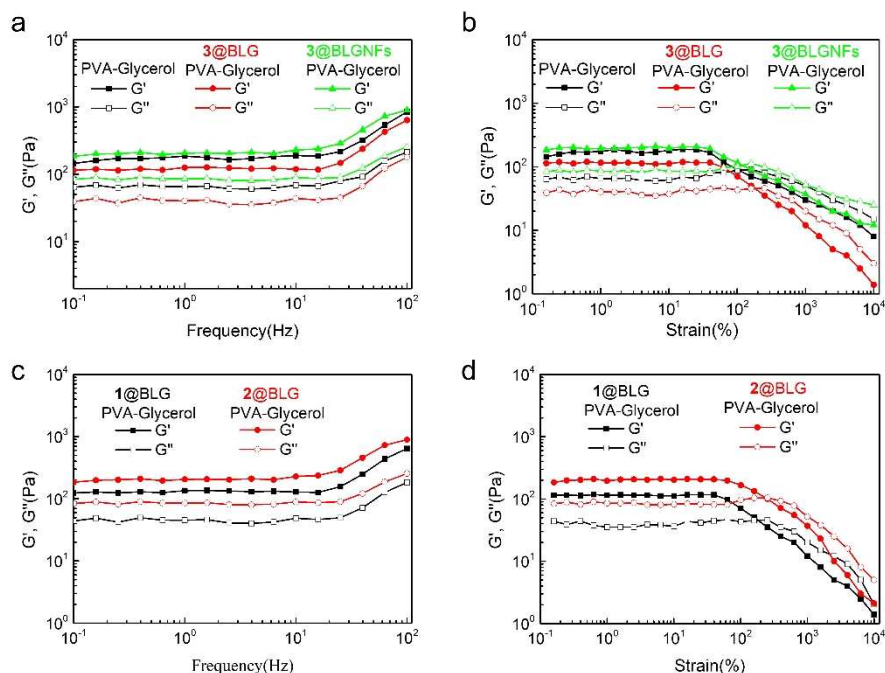 a
3@BLG 3@BLGNFs
PVA-Glycerol PVA-Glycerol PVA-Glycerol
G' G' G'
G" G" G"
10⁴
10³
10²
10¹
G', G"(Pa)
10⁻¹ 10⁰ 10¹ 10²
Frequency(Hz)
b
3@BLG 3@BLGNFs
PVA-Glycerol PVA-Glycerol PVA-Glycerol
G' G' G'
G" G" G"
10⁴
10³
10²
10¹
10⁰
G', G"(Pa)
10⁻¹ 10⁰ 10¹ 10² 10³ 10⁴
Strain(%)
c
1@BLG 2@BLG
PVA-Glycerol PVA-Glycerol
G' G'
G" G"
10⁴
10³
10²
10¹
10⁰
G', G"(Pa)
10⁻¹ 10⁰ 10¹ 10²
Frequency(Hz)
d
1@BLG 2@BLG
PVA-Glycerol PVA-Glycerol
G' G'
G" G"
10⁴
10³
10²
10¹
10⁰
G', G"(Pa)
10⁻¹ 10⁰ 10¹ 10² 10³ 10⁴
Strain(%)